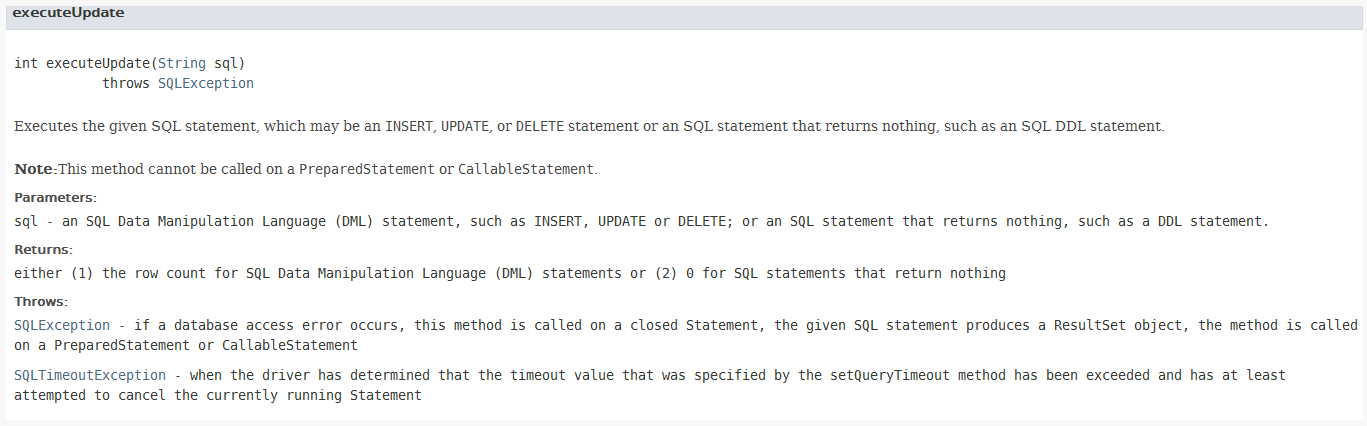 executeUpdate
int executeUpdate(String sql)
throws SQLException
Executes the given SQL statement, which may be an INSERT, UPDATE, or DELETE statement or an SQL statement that returns nothing, such as an SQL DDL statement.
Note:This method cannot be called on a PreparedStatement or CallableStatement.
Parameters:
sql - an SQL Data Manipulation Language (DML) statement, such as INSERT, UPDATE or DELETE; or an SQL statement that returns nothing, such as a DDL statement.
Returns:
either (1) the row count for SQL Data Manipulation Language (DML) statements or (2) 0 for SQL statements that return nothing
Throws:
SQLException - if a database access error occurs, this method is called on a closed Statement, the given SQL statement produces a ResultSet object, the method is called
on a PreparedStatement or CallableStatement
SQLTimeoutException - when the driver has determined that the timeout value that was specified by the setQueryTimeout method has been exceeded and has at least
attempted to cancel the currently running Statement